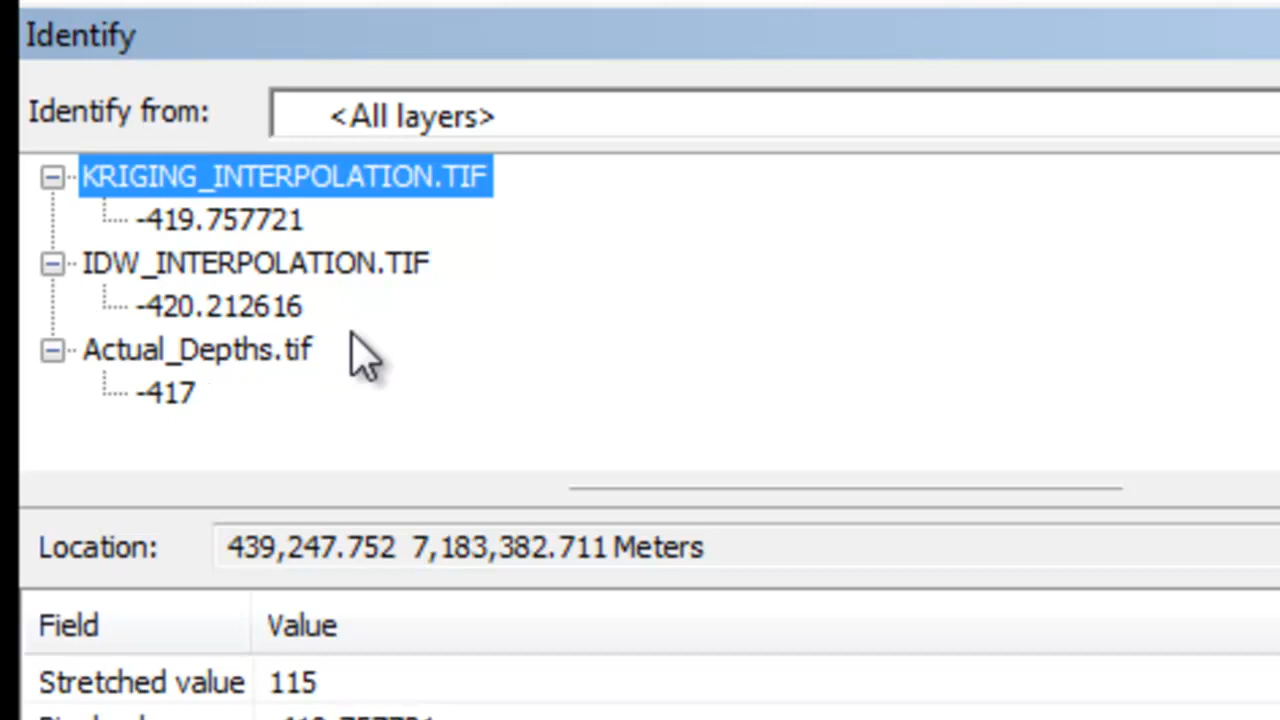 Identify
Identify from: <All layers>
KRIGING_INTERPOLATION.TIF
-419.757721
IDW_INTERPOLATION.TIF
-420.212616
Actual_Depths.tif
-417
Location: 439,247.752 7,183,382.711 Meters
Field Value
Stretched value 115